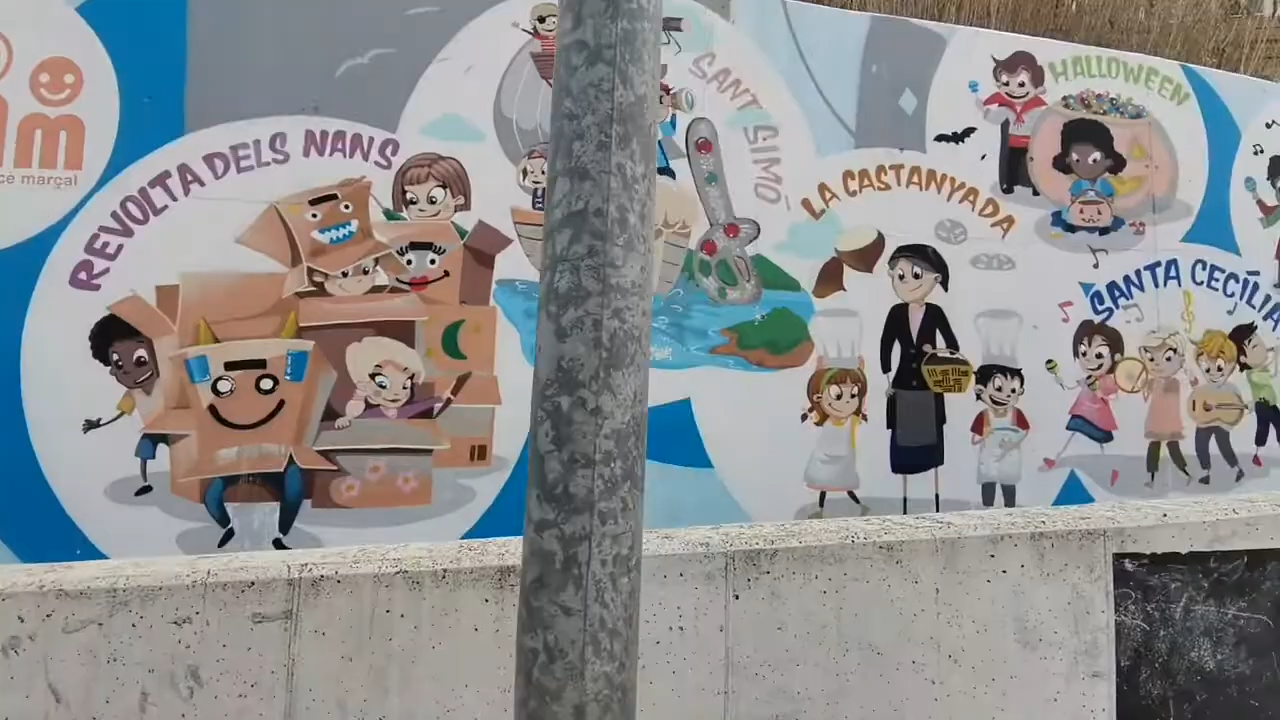 m
ce marçal
REVOLTA DELS NANS
SANT SIMÓ
LA CASTANYADA
HALLOWEEN
SANTA CECÍLIA